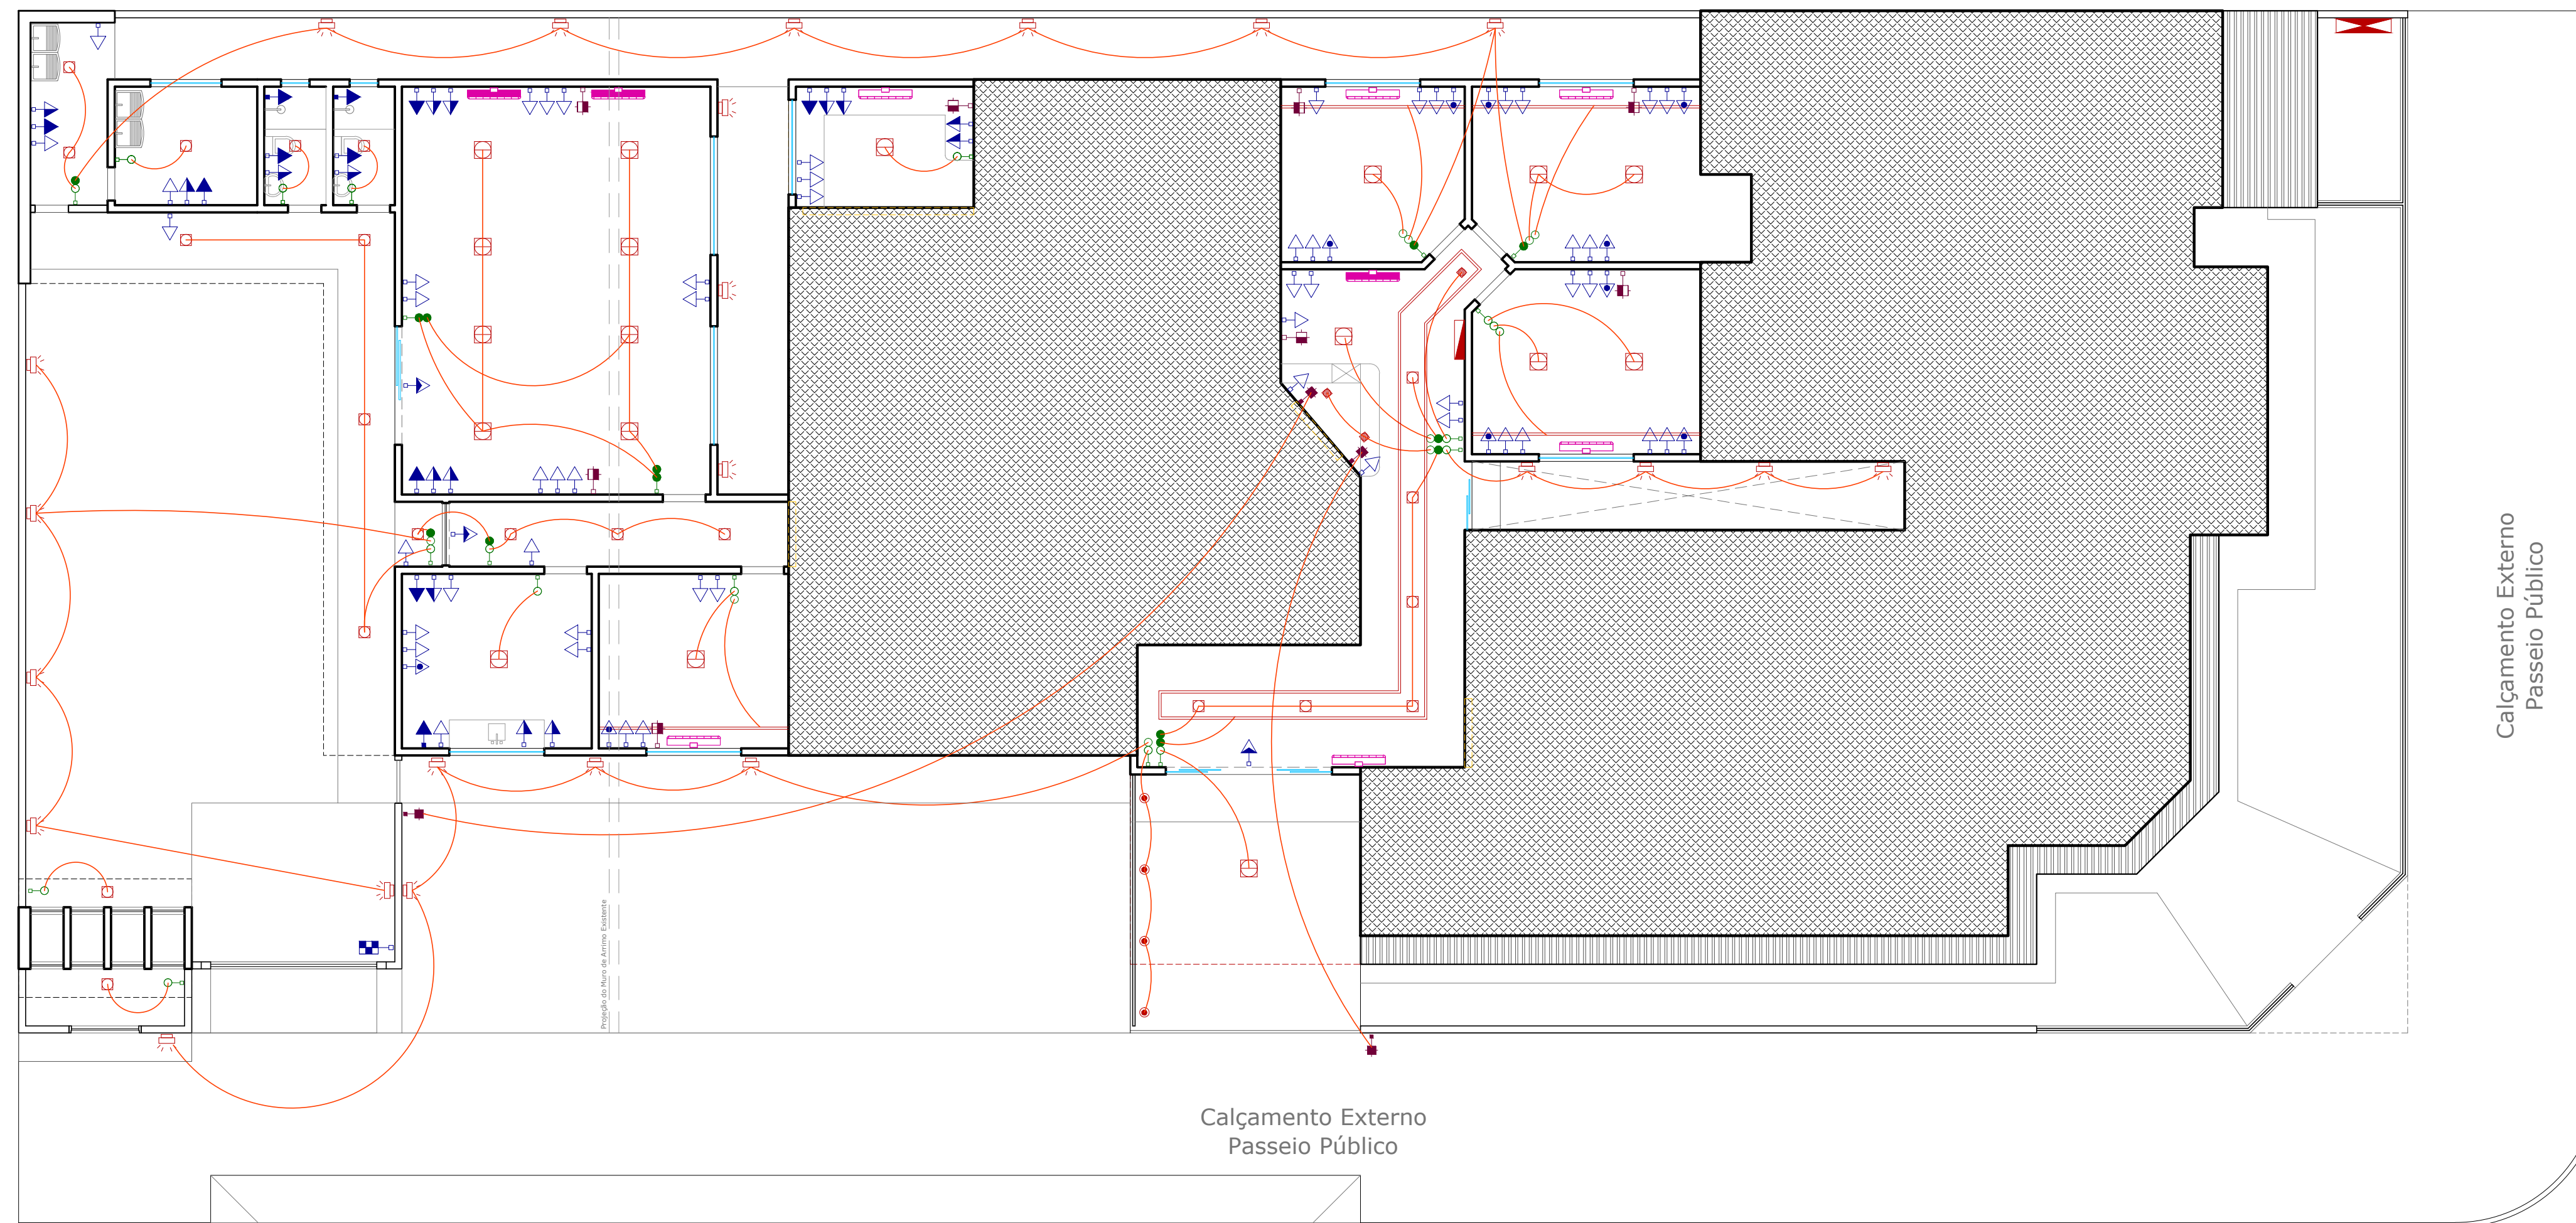 Calçamento Externo
Passeio Público
Projeção do Muro de Arrimo Existente
Calçamento Externo
Passeio Público